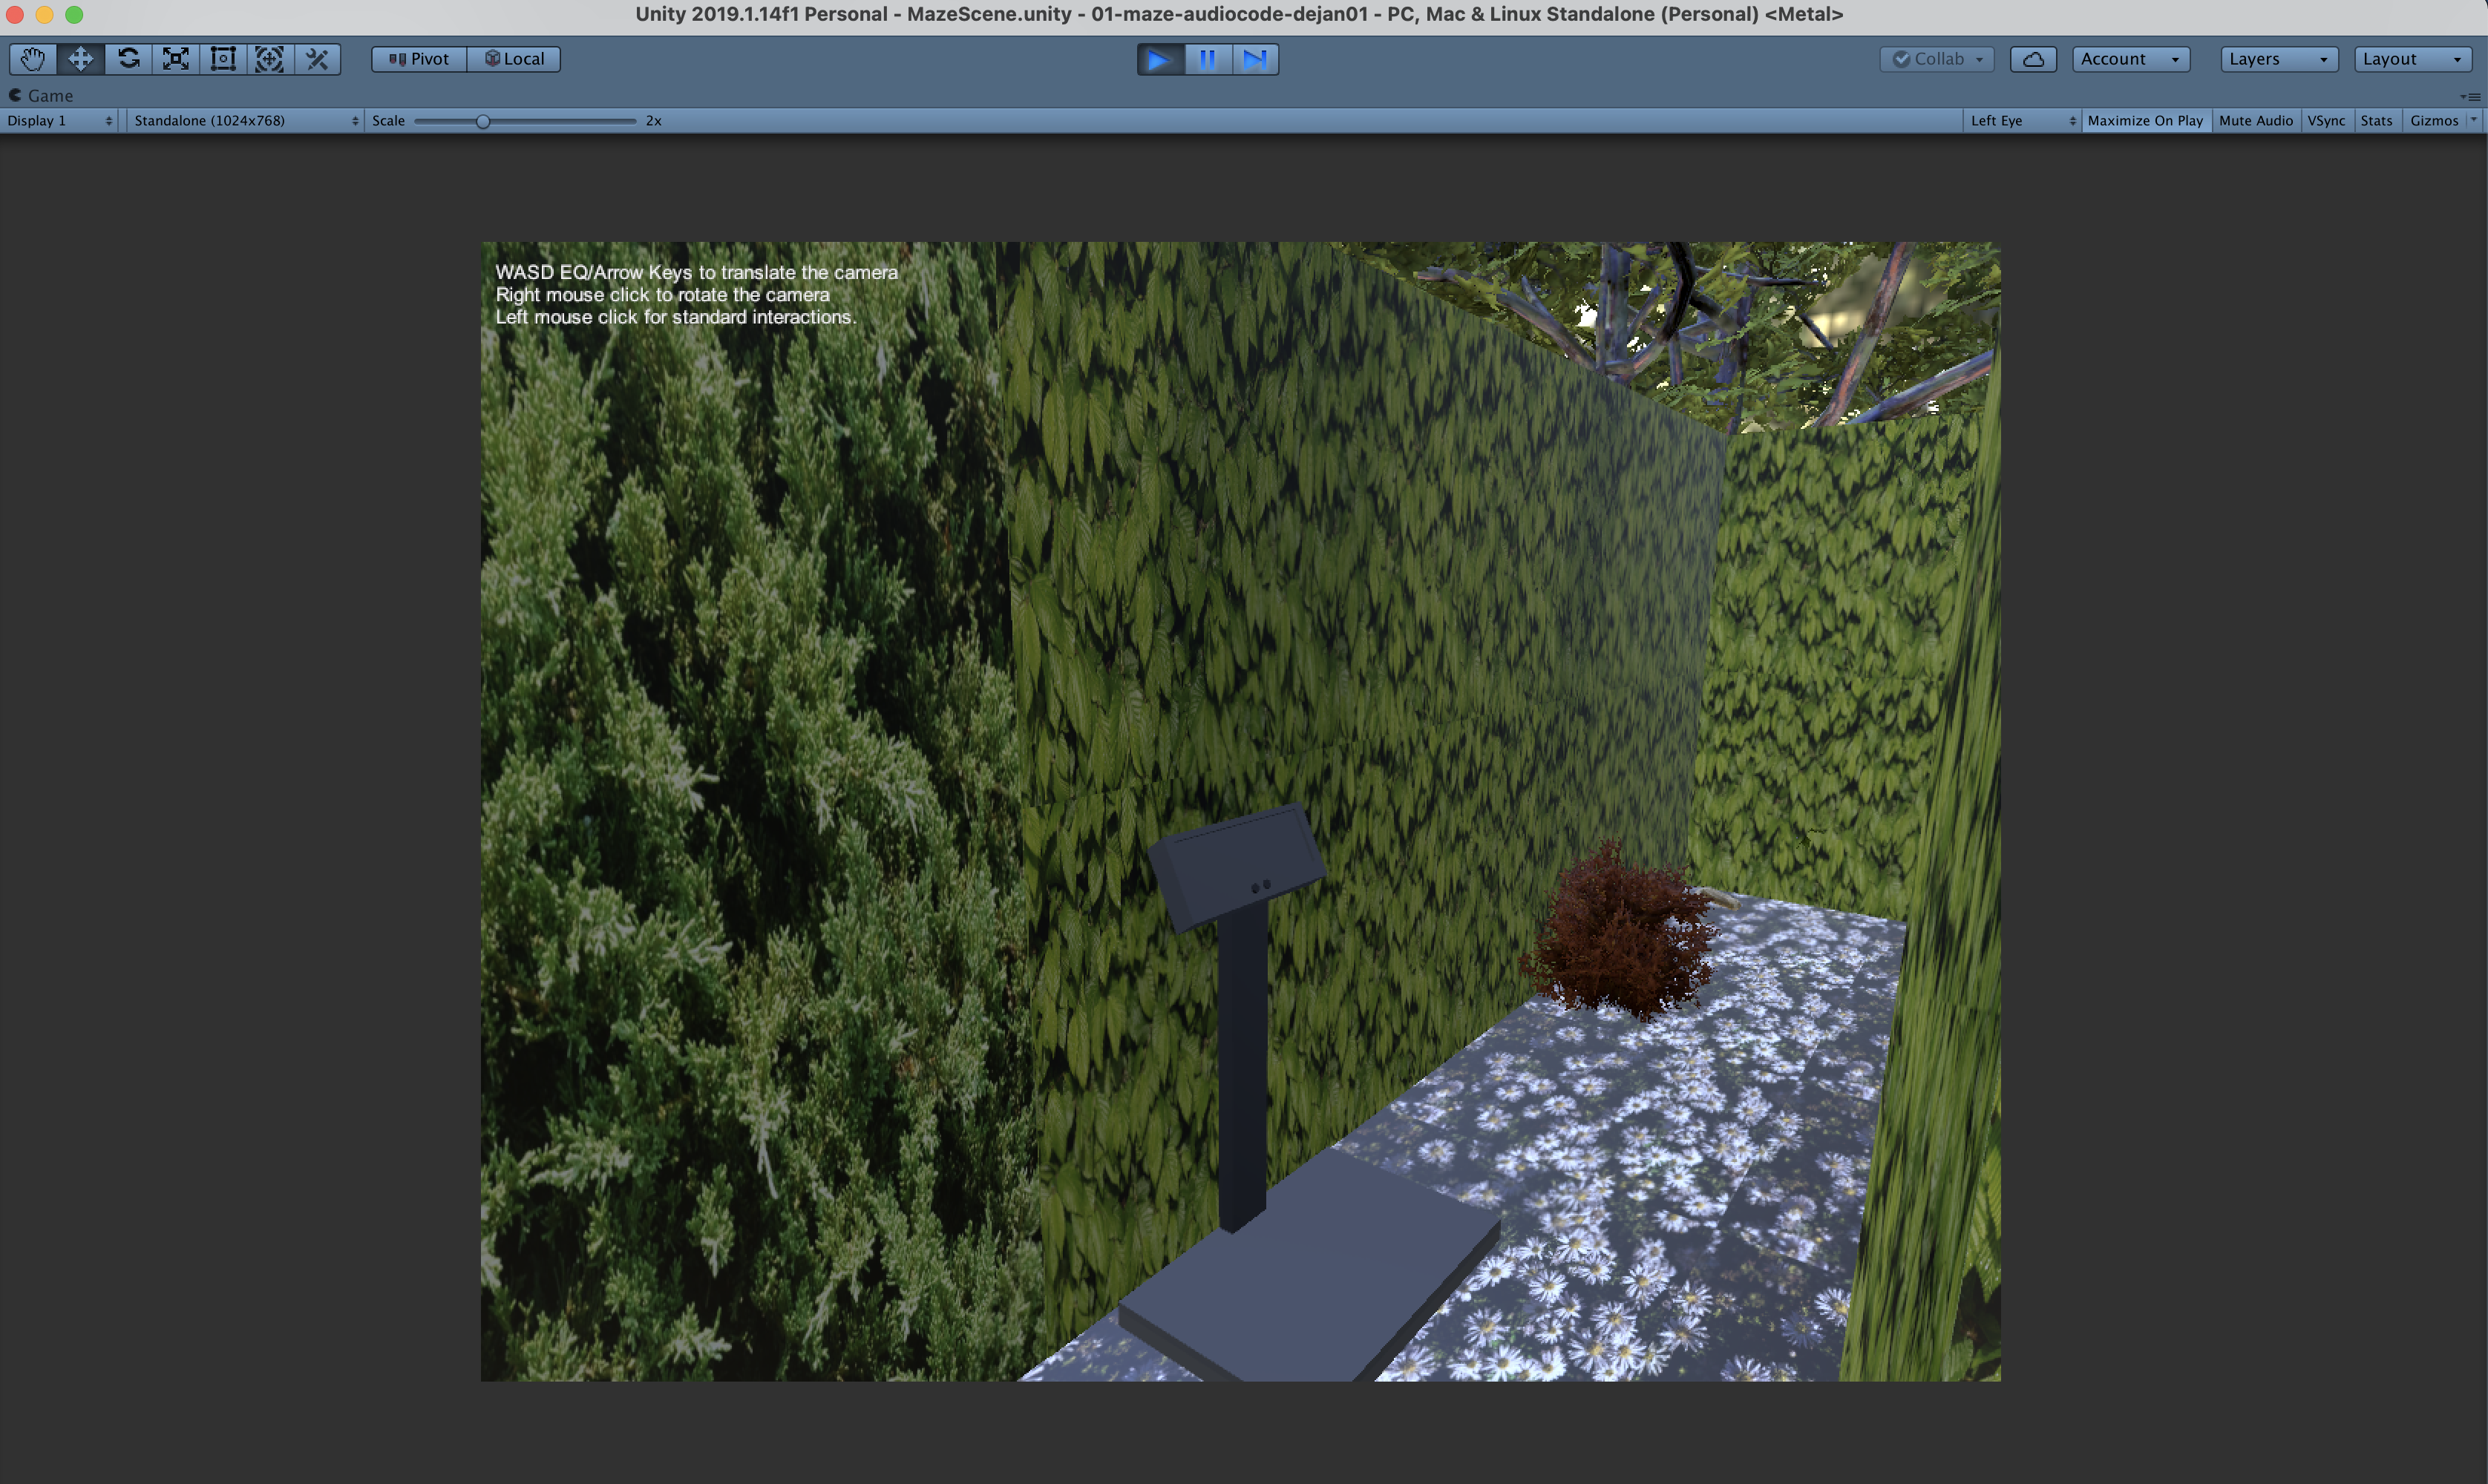 Unity 2019.1.14f1 Personal - MazeScene.unity - 01-maze-audiocode-dejan01 - PC, Mac & Linux Standalone (Personal) <Metal>
Pivot Local Collab Account Layers Layout
Game
Display 1 Standalone (1024x768) Scale 2x Left Eye Maximize On Play Mute Audio VSync Stats Gizmos
WASD EQ/Arrow Keys to translate the camera
Right mouse click to rotate the camera
Left mouse click for standard interactions.